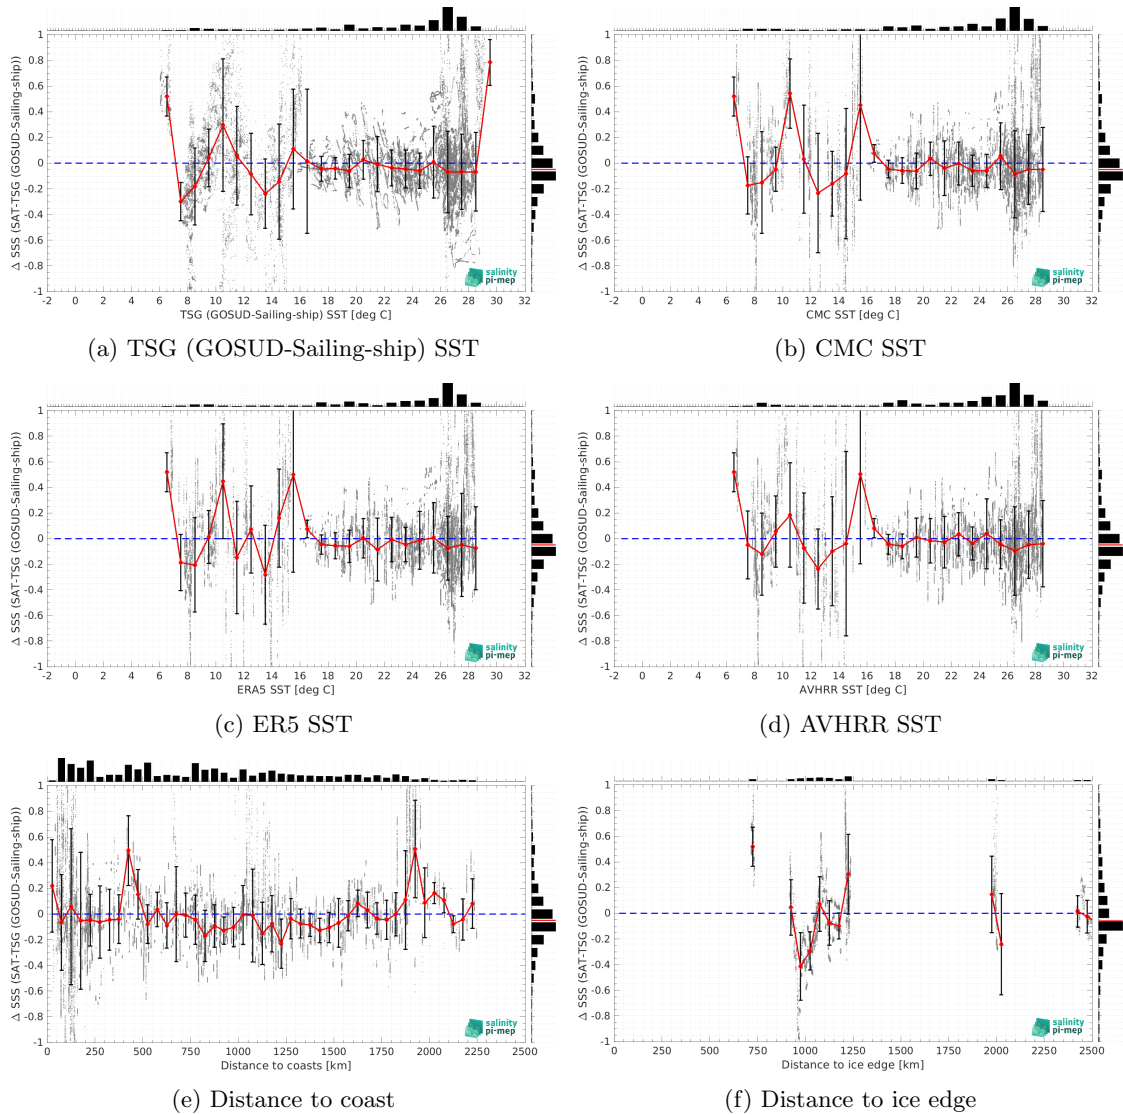 Δ SSS (SAT-TSG (GOSUD-Sailing-ship))
1
0.8
0.6
0.4
0.2
0
-0.2
-0.4
-0.6
-0.8
-1
salinity
pi-mep
-2 0 2 4 6 8 10 12 14 16 18 20 22 24 26 28 30 32
TSG (GOSUD-Sailing-ship) SST [deg C]
(a) TSG (GOSUD-Sailing-ship) SST
Δ SSS (SAT-TSG (GOSUD-Sailing-ship))
1
0.8
0.6
0.4
0.2
0
-0.2
-0.4
-0.6
-0.8
-1
salinity
pi-mep
-2 0 2 4 6 8 10 12 14 16 18 20 22 24 26 28 30 32
CMC SST [deg C]
(b) CMC SST
Δ SSS (SAT-TSG (GOSUD-Sailing-ship))
1
0.8
0.6
0.4
0.2
0
-0.2
-0.4
-0.6
-0.8
-1
salinity
pi-mep
-2 0 2 4 6 8 10 12 14 16 18 20 22 24 26 28 30 32
ERA5 SST [deg C]
(c) ER5 SST
Δ SSS (SAT-TSG (GOSUD-Sailing-ship))
1
0.8
0.6
0.4
0.2
0
-0.2
-0.4
-0.6
-0.8
-1
salinity
pi-mep
-2 0 2 4 6 8 10 12 14 16 18 20 22 24 26 28 30 32
AVHRR SST [deg C]
(d) AVHRR SST
Δ SSS (SAT-TSG (GOSUD-Sailing-ship))
1
0.8
0.6
0.4
0.2
0
-0.2
-0.4
-0.6
-0.8
-1
salinity
pi-mep
0 250 500 750 1000 1250 1500 1750 2000 2250 2500
Distance to coasts [km]
(e) Distance to coast
Δ SSS (SAT-TSG (GOSUD-Sailing-ship))
1
0.8
0.6
0.4
0.2
0
-0.2
-0.4
-0.6
-0.8
-1
salinity
pi-mep
0 250 500 750 1000 1250 1500 1750 2000 2250 2500
Distance to ice edge [km]
(f) Distance to ice edge